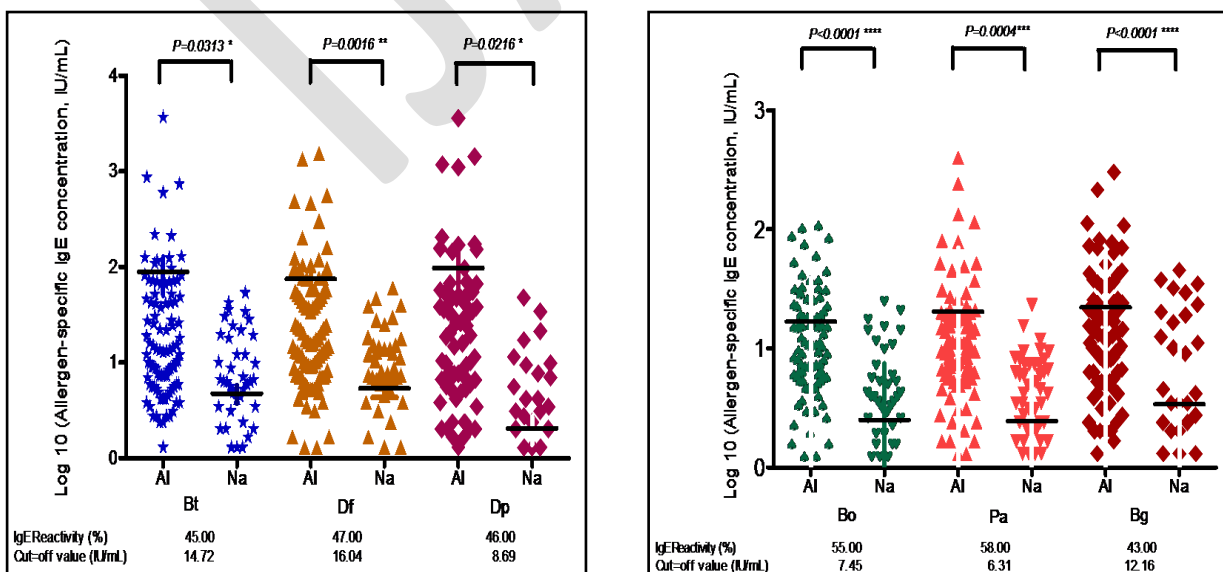 P=0.0313 * P=0.0016 ** P=0.0216 *
Log 10 (Allergen-specific IgE concentration, IU/mL)
4
3
2
1
0
Al Na Al Na Al Na
Bt Df Dp
IgEReactivity (%) 45.00 47.00 46.00
Cut=off value (IU/mL) 14.72 16.04 8.69
P<0.0001 **** P=0.0004*** P<0.0001 ****
Log 10 (Allergen-specific IgE concentration, IU/mL)
3
2
1
0
Al Na Al Na Al Na
Bo Pa Bg
IgEReactivity (%) 55.00 58.00 43.00
Cut=off value (IU/mL) 7.45 6.31 12.16